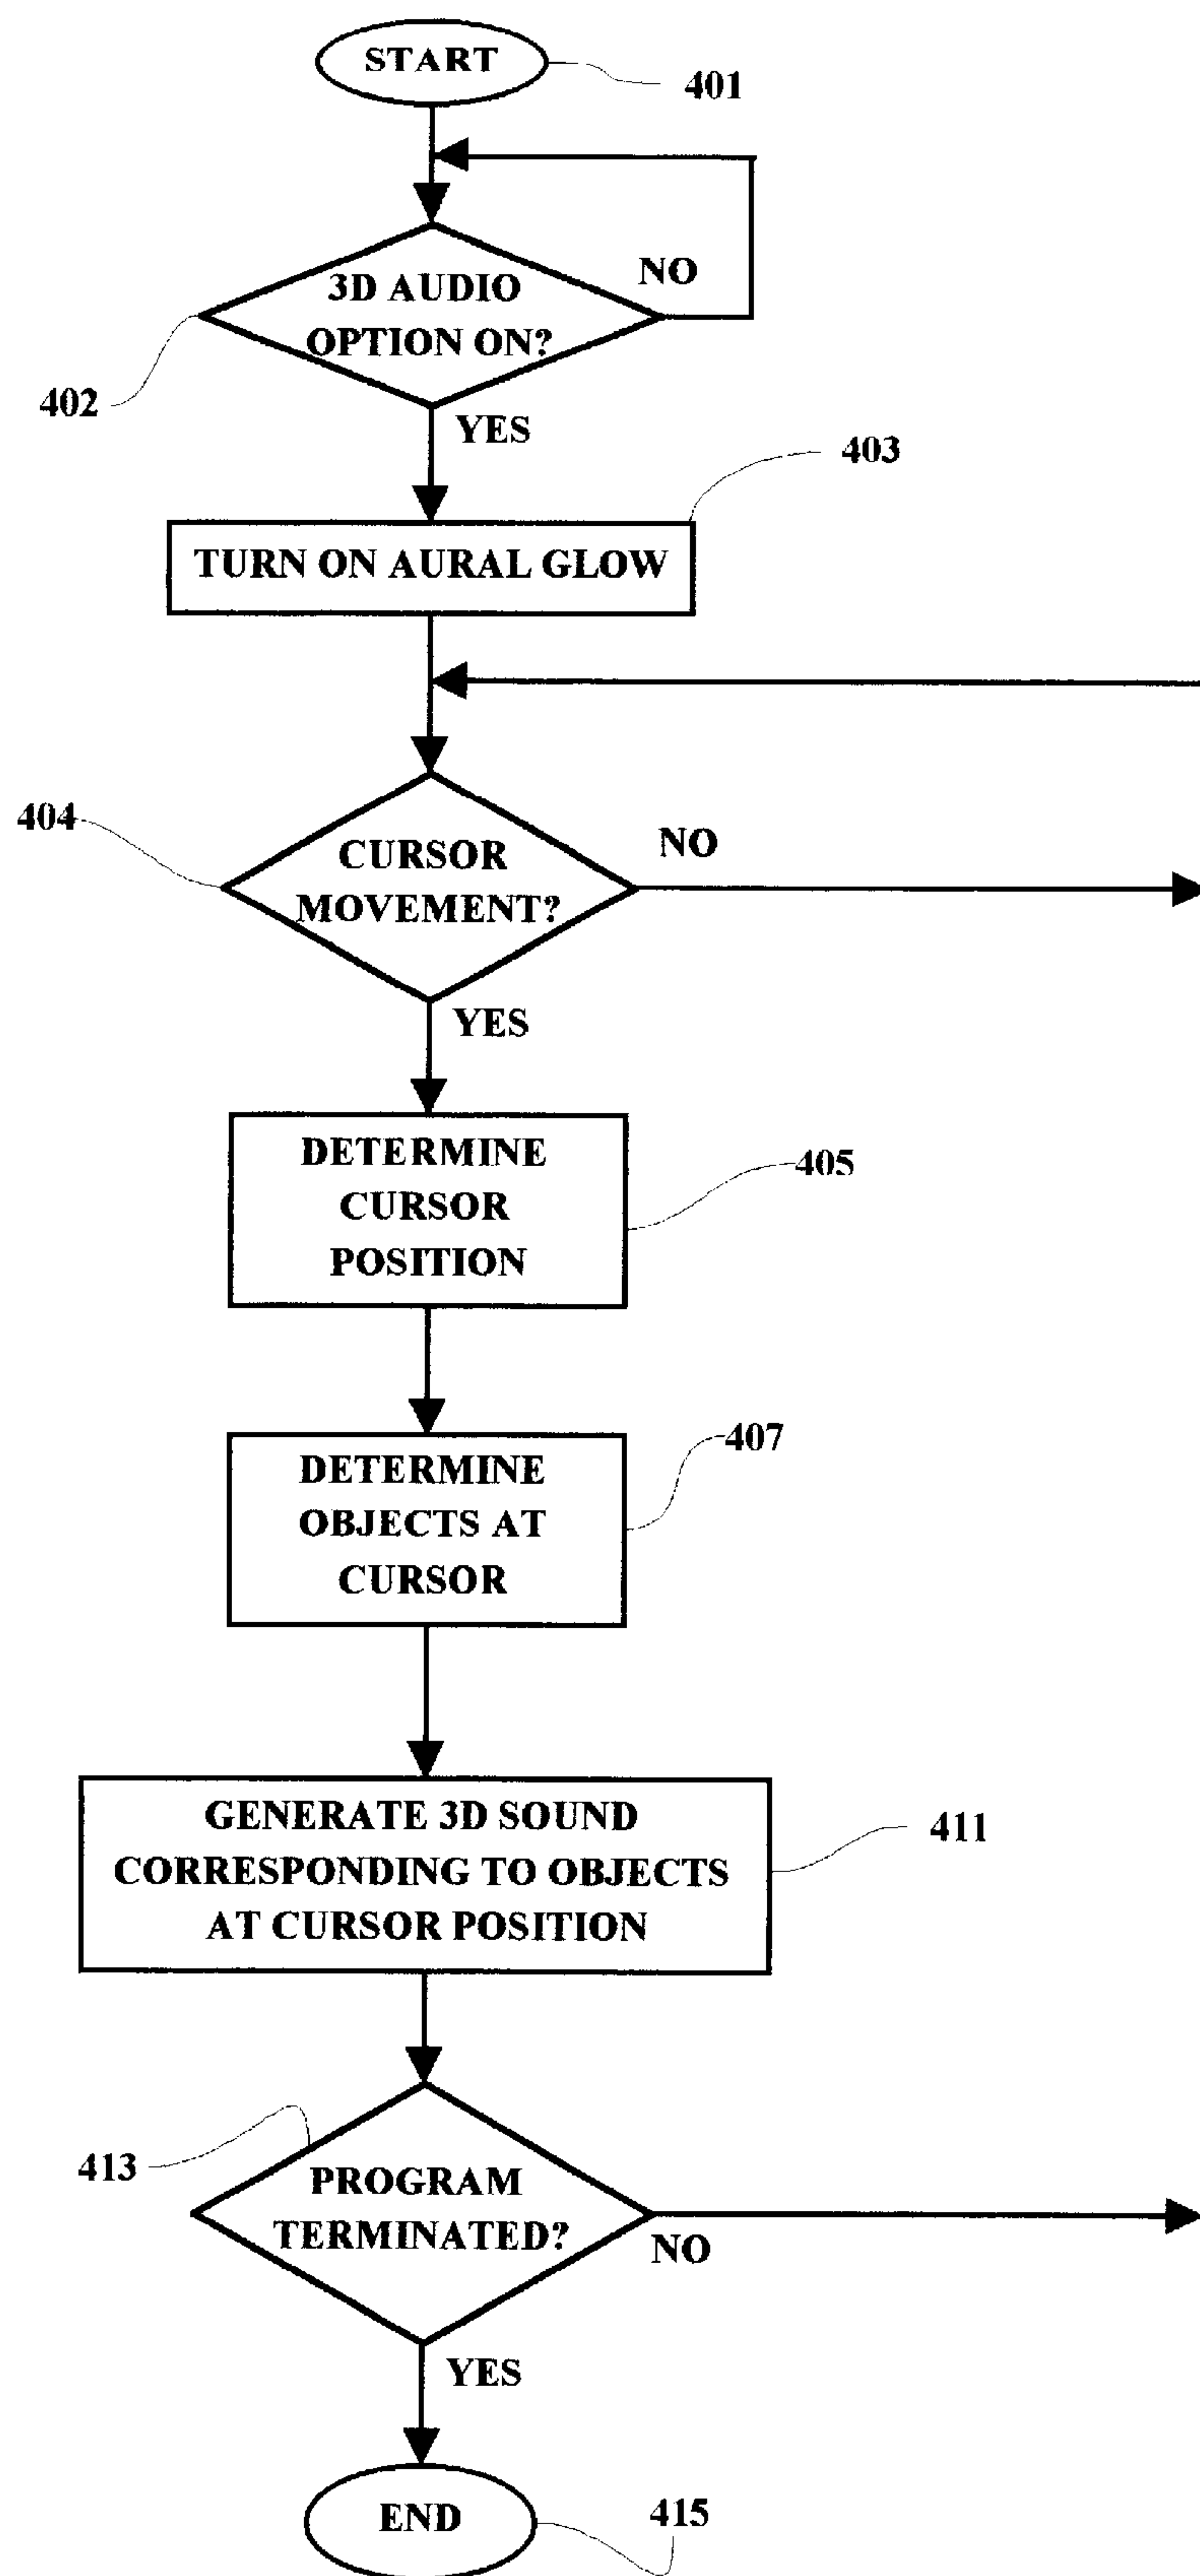 START
401
3D AUDIO
OPTION ON?
NO
402
YES
403
TURN ON AURAL GLOW
404
CURSOR
MOVEMENT?
NO
YES
DETERMINE
CURSOR
POSITION
405
DETERMINE
OBJECTS AT
CURSOR
407
GENERATE 3D SOUND
CORRESPONDING TO OBJECTS
AT CURSOR POSITION
411
413
PROGRAM
TERMINATED?
NO
YES
END
415